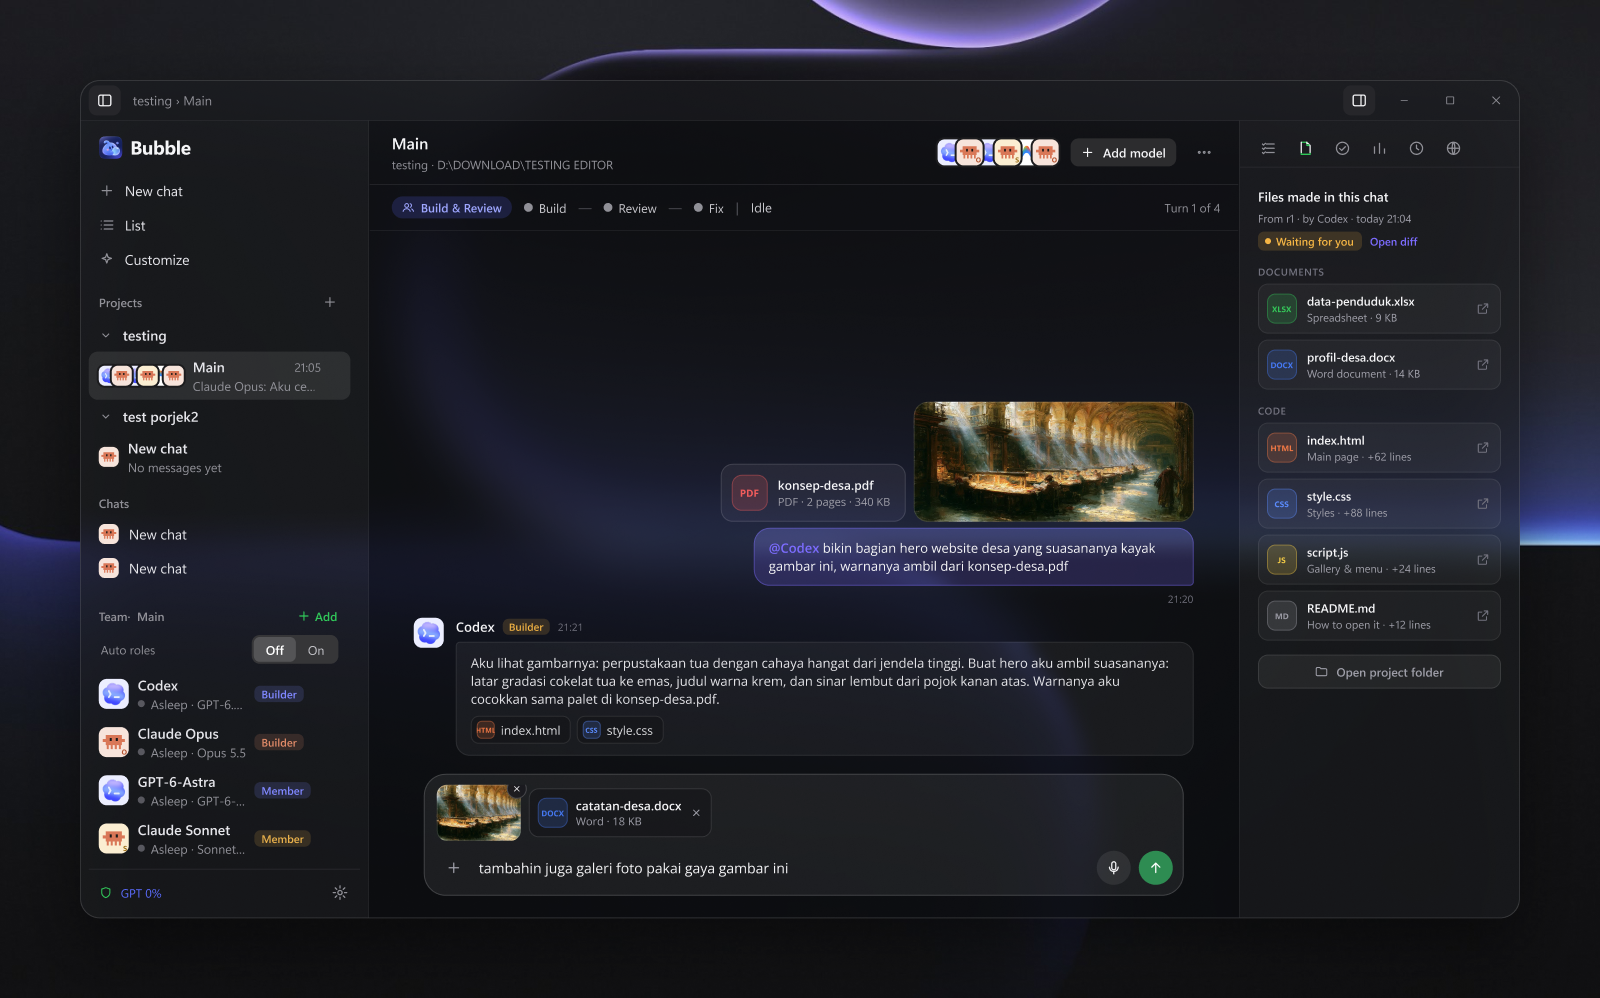 testing › Main
Bubble
New chat
List
Customize
Projects
testing
Main 21:05
Claude Opus: Aku ce...
test porjek2
New chat
No messages yet
Chats
New chat
New chat
Team· Main + Add
Auto roles Off On
Codex
Asleep · GPT-6.... Builder
Claude Opus
Asleep · Opus 5.5 Builder
GPT-6-Astra
Asleep · GPT-6-... Member
Claude Sonnet
Asleep · Sonnet... Member
GPT 0%
Main
testing · D:\DOWNLOAD\TESTING EDITOR
+ Add model
Build & Review Build — Review — Fix | Idle
Turn 1 of 4
PDF
konsep-desa.pdf
PDF · 2 pages · 340 KB
@Codex bikin bagian hero website desa yang suasananya kayak
gambar ini, warnanya ambil dari konsep-desa.pdf
21:20
Codex Builder 21:21
Aku lihat gambarnya: perpustakaan tua dengan cahaya hangat dari jendela tinggi. Buat hero aku ambil suasananya:
latar gradasi cokelat tua ke emas, judul warna krem, dan sinar lembut dari pojok kanan atas. Warnanya aku
cocokkan sama palet di konsep-desa.pdf.
HTML index.html CSS style.css
DOCX
catatan-desa.docx
Word · 18 KB
tambahin juga galeri foto pakai gaya gambar ini
Files made in this chat
From r1 · by Codex · today 21:04
Waiting for you Open diff
DOCUMENTS
XLSX
data-penduduk.xlsx
Spreadsheet · 9 KB
DOCX
profil-desa.docx
Word document · 14 KB
CODE
HTML
index.html
Main page · +62 lines
CSS
style.css
Styles · +88 lines
JS
script.js
Gallery & menu · +24 lines
MD
README.md
How to open it · +12 lines
Open project folder